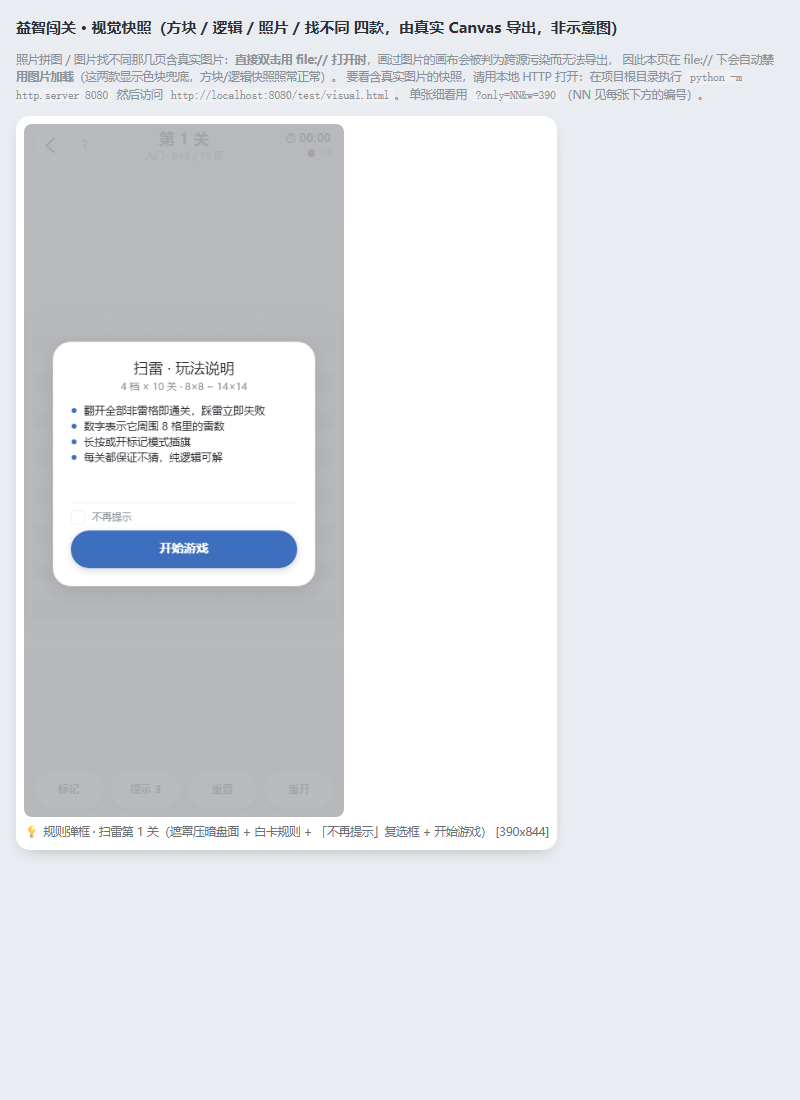 益智闯关 · 视觉快照（方块 / 逻辑 / 照片 / 找不同 四款，由真实 Canvas 导出，非示意图）
照片拼图 / 图片找不同那几页含真实图片：直接双击用 file:// 打开时，画过图片的画布会被判为跨源污染而无法导出， 因此本页在 file:// 下会自动禁
用图片加载（这两款显示色块兜底，方块/逻辑快照照常正常）。 要看含真实图片的快照，请用本地 HTTP 打开：在项目根目录执行 python -m
http.server 8080 然后访问 http://localhost:8080/test/visual.html 。 单张细看用 ?only=NN&w=390 （NN 见每张下方的编号）。
?
第 1 关
00:00
入门 · 8×8 / 10 雷
10
扫雷 · 玩法说明
4 档 × 10 关 · 8×8 ~ 14×14
翻开全部非雷格即通关，踩雷立即失败
数字表示它周围 8 格里的雷数
长按或开标记模式插旗
每关都保证不猜，纯逻辑可解
不再提示
开始游戏
标记 提示 3 重置 重开
规则弹框 · 扫雷第 1 关（遮罩压暗盘面 + 白卡规则 + 「不再提示」复选框 + 开始游戏） [390x844]